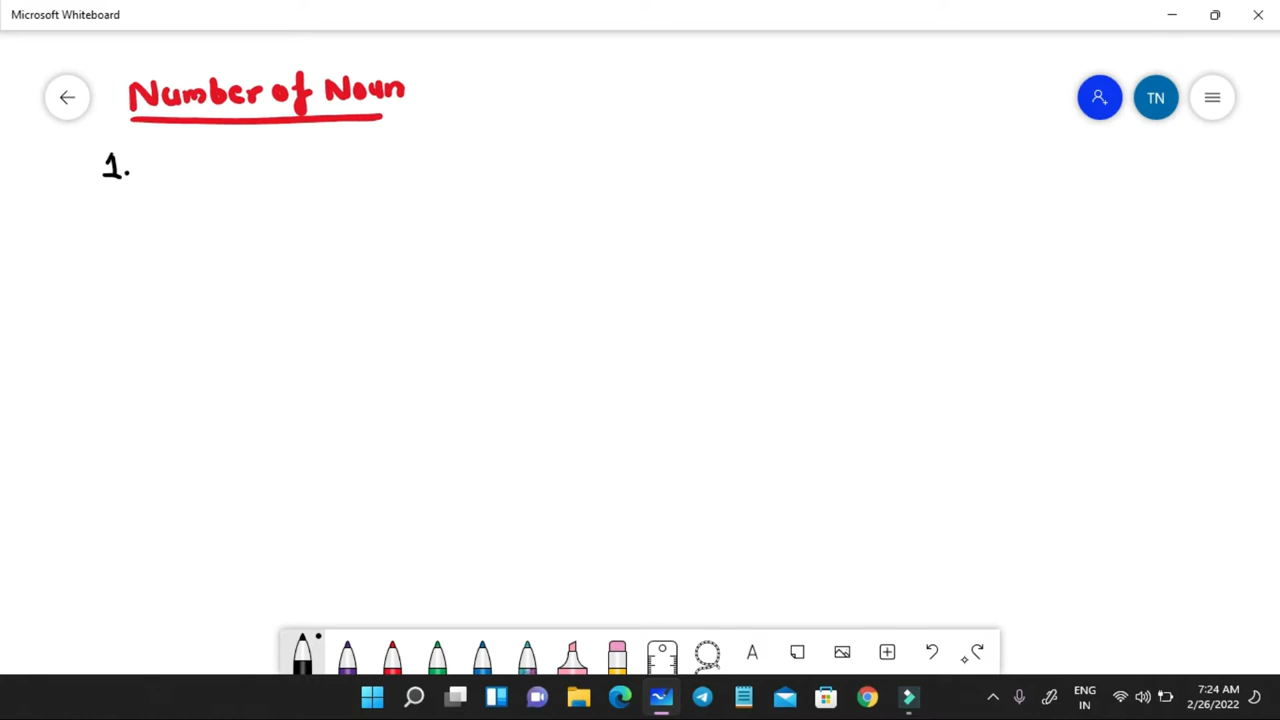 Microsoft Whiteboard
Number of Noun
TN
1.
A
ENG
IN
7:24 AM
2/26/2022